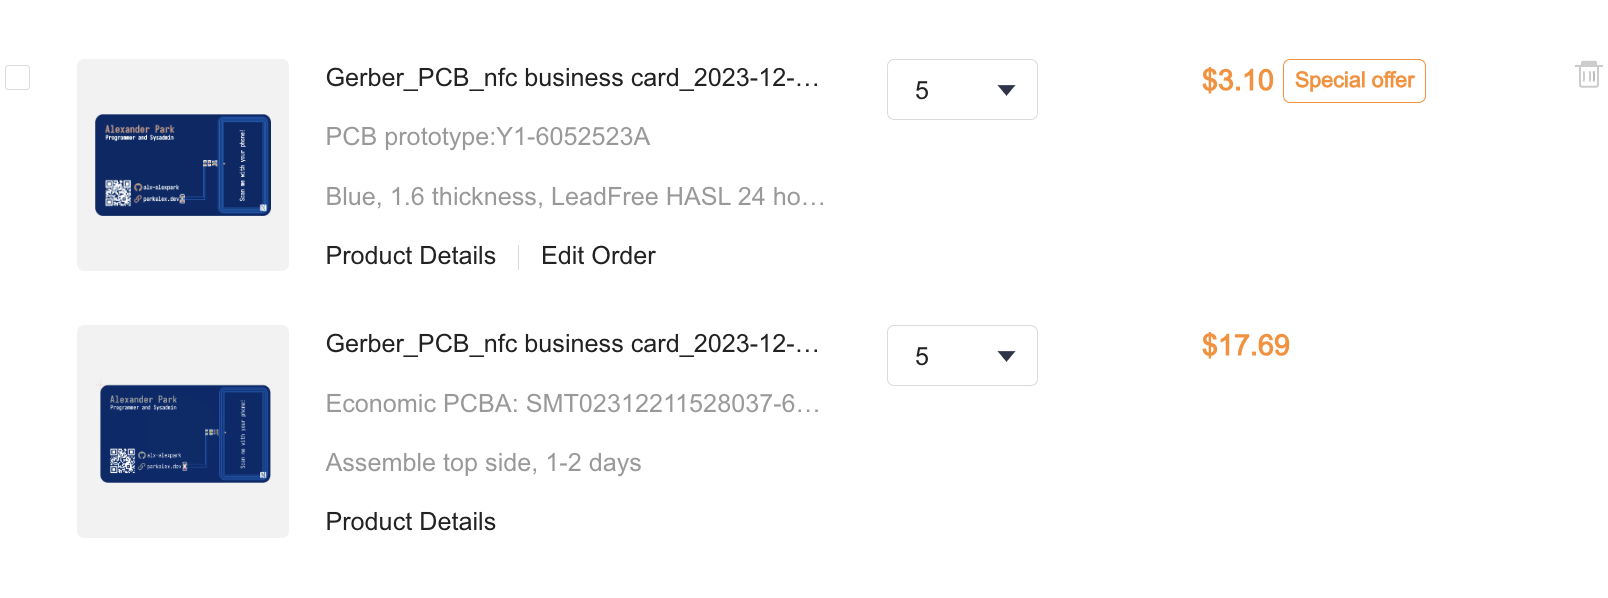 Gerber_PCB_nfc business card_2023-12-...
5
$3.10
Special offer
Alexander Park
Programmer and Sysadmin
Scan me with your phone!
alx-alexpark
parkalex.dev
PCB prototype:Y1-6052523A
Blue, 1.6 thickness, LeadFree HASL 24 ho...
Product Details
Edit Order
Gerber_PCB_nfc business card_2023-12-...
5
$17.69
Alexander Park
Programmer and Sysadmin
Scan me with your phone!
alx-alexpark
parkalex.dev
Economic PCBA: SMT02312211528037-6...
Assemble top side, 1-2 days
Product Details